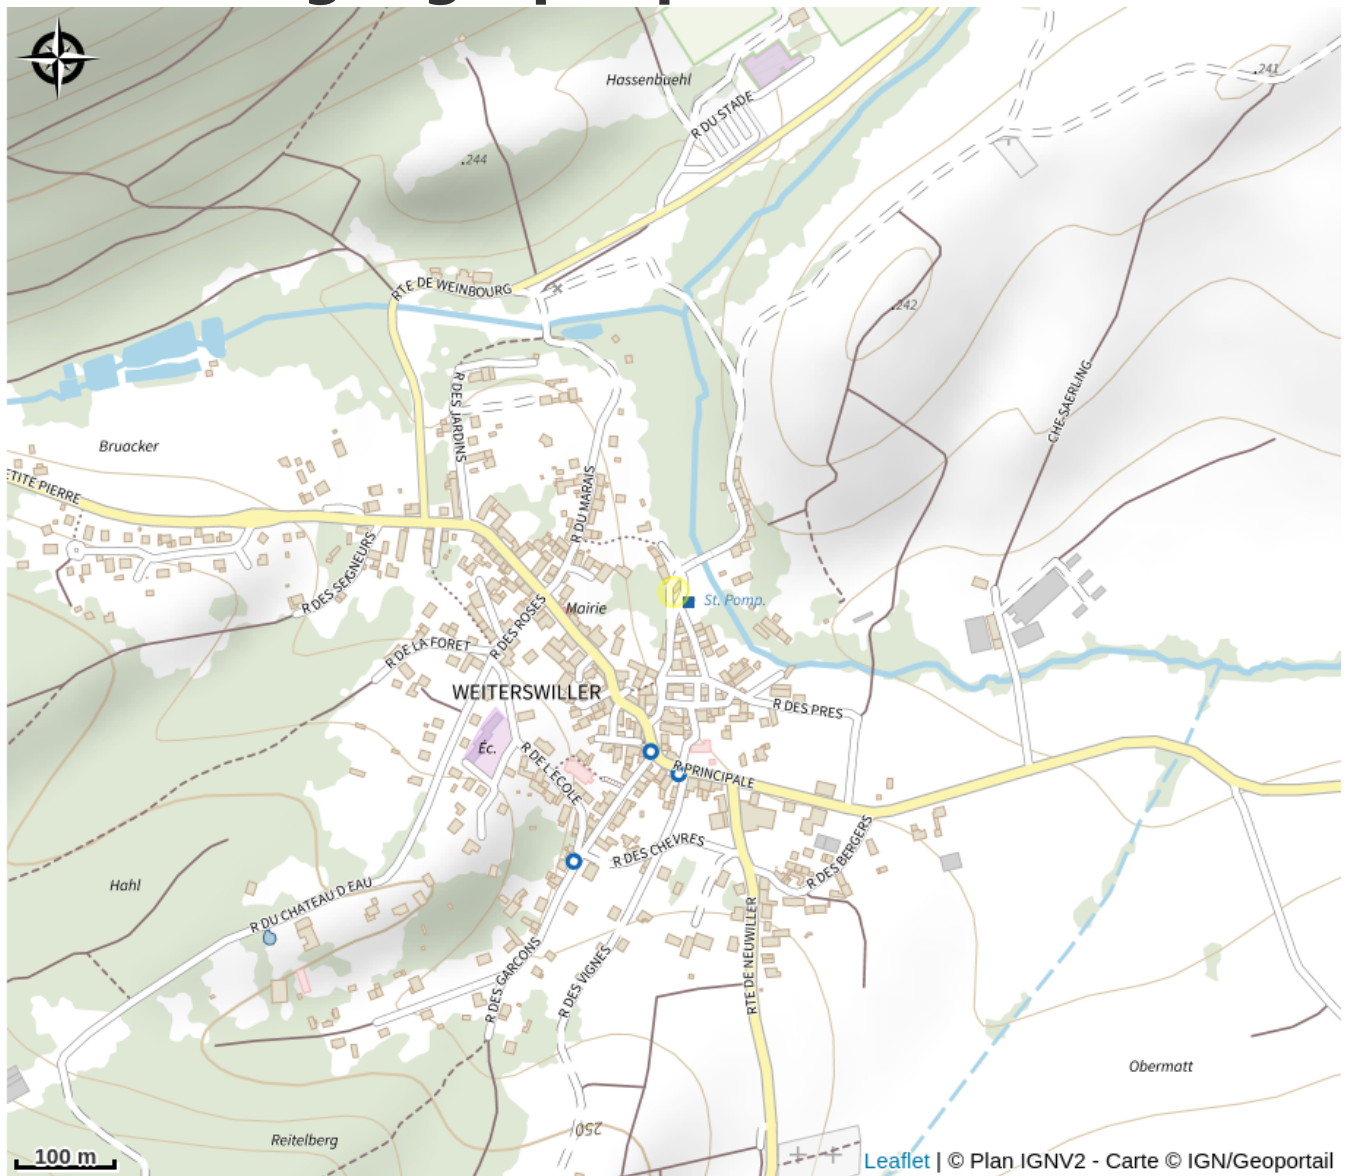 Hassenbuehl
.241
R DU STADE
.244
RTE DE WEINBOURG
.242
R DES JARDINS
CHE SAERLING
Bruacker
ETITE PIERRE
R DU MARAIS
R DES SEIGNEURS
St. Pomp.
Mairie
R DES ROSES
R DE LA FORET
WEITERSWILLER
R DES PRES
Éc.
R DE L'ECOLE
R PRINCIPALE
R DES CHEVRES
R DES BERGERS
Hahl
R DU CHATEAU D EAU
RTE DE NEUWILLER
R DES GARCONS
R DES VIGNES
Obermatt
250
Reitelberg
100 m
Leaflet | © Plan IGNV2 - Carte © IGN/Geoportail